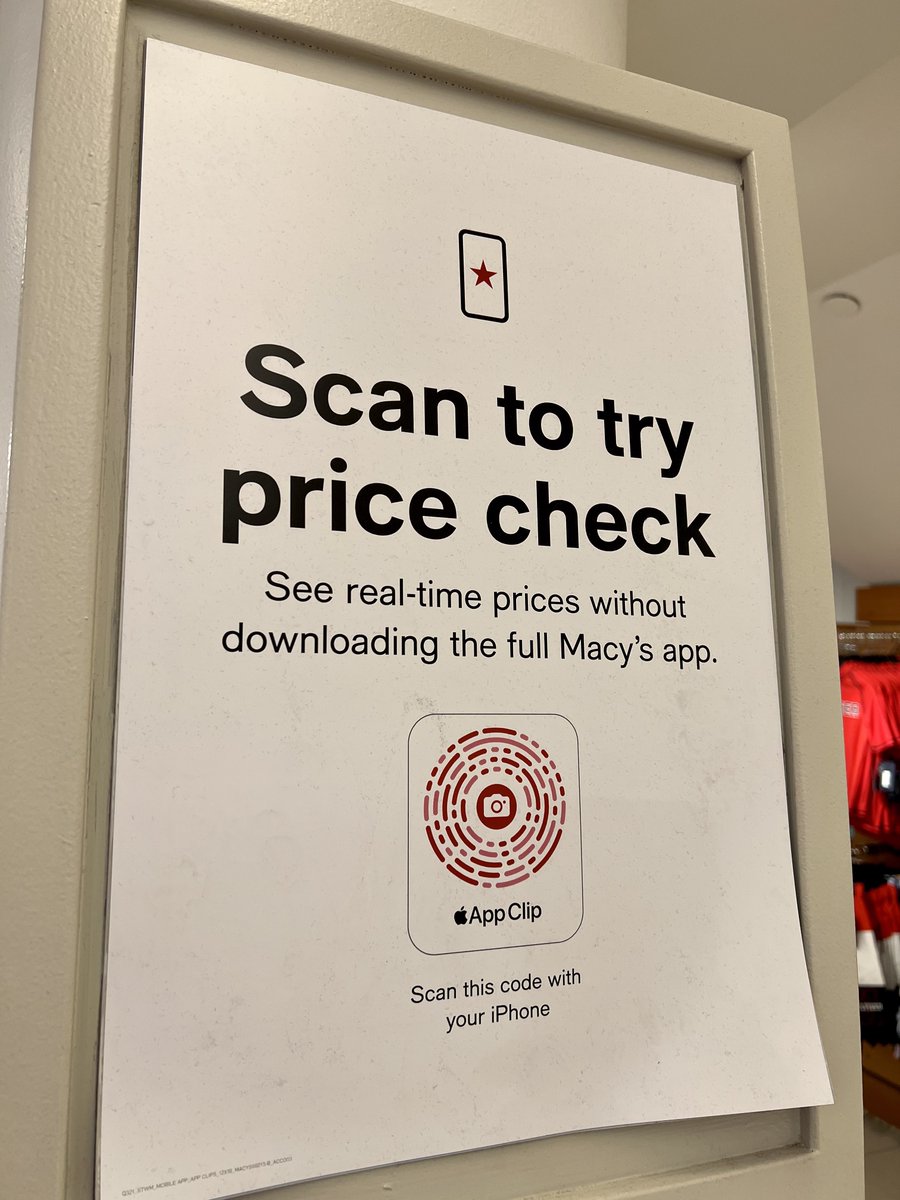 Scan to try
price check
See real-time prices without
downloading the full Macy's app.
App Clip
Scan this code with
your iPhone